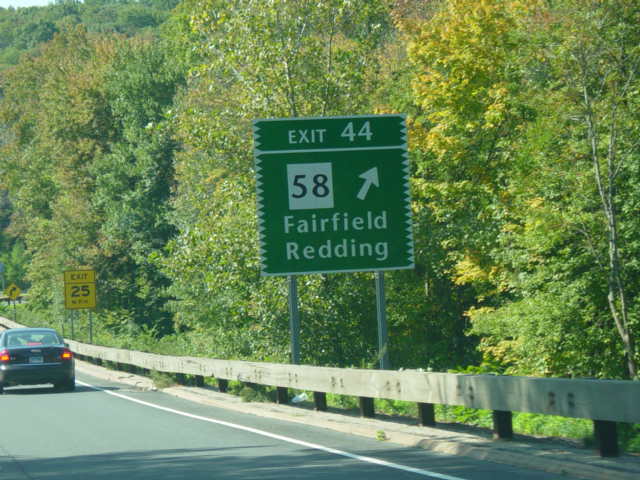 EXIT 44
58
Fairfield
Redding
EXIT
25
M.P.H.